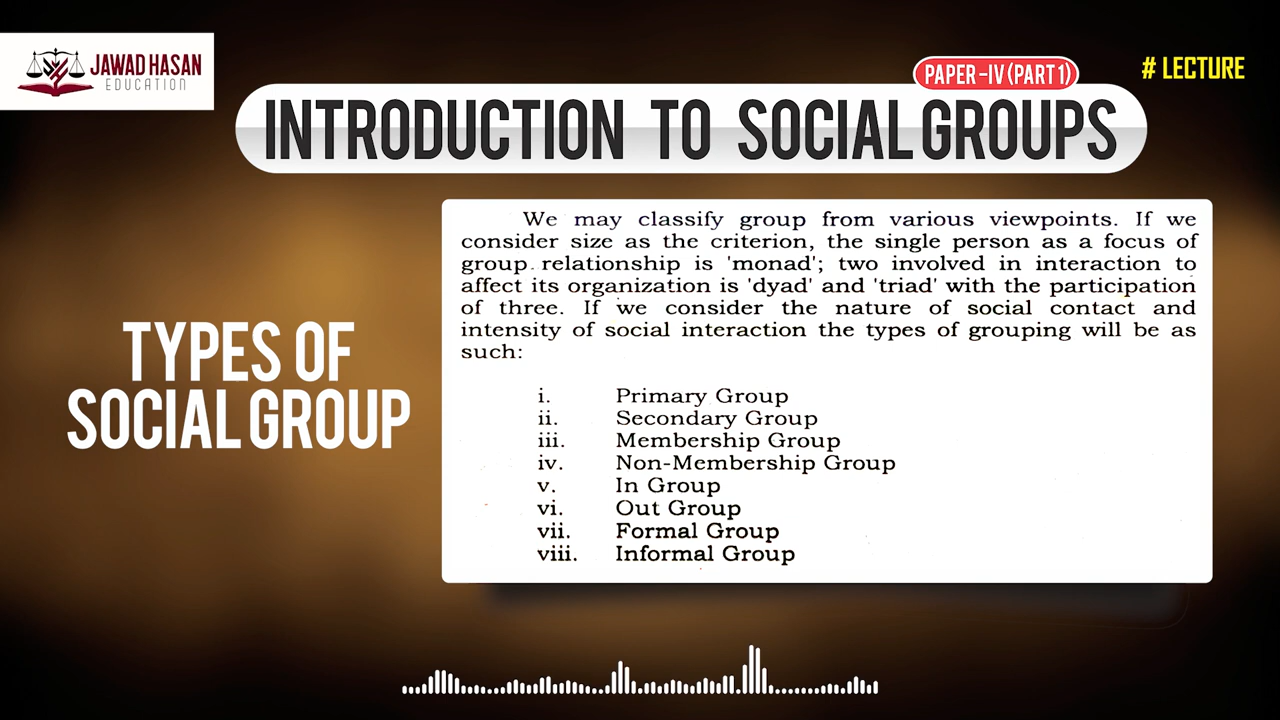 JAWAD HASAN
EDUCATION
PAPER -IV (PART 1)
# LECTURE
INTRODUCTION TO SOCIAL GROUPS
TYPES OF
SOCIAL GROUP
We may classify group from various viewpoints. If we
consider size as the criterion, the single person as a focus of
group relationship is 'monad'; two involved in interaction to
affect its organization is 'dyad' and 'triad' with the participation
of three. If we consider the nature of social contact and
intensity of social interaction the types of grouping will be as
such:
i. Primary Group
ii. Secondary Group
iii. Membership Group
iv. Non-Membership Group
v. In Group
vi. Out Group
vii. Formal Group
viii. Informal Group